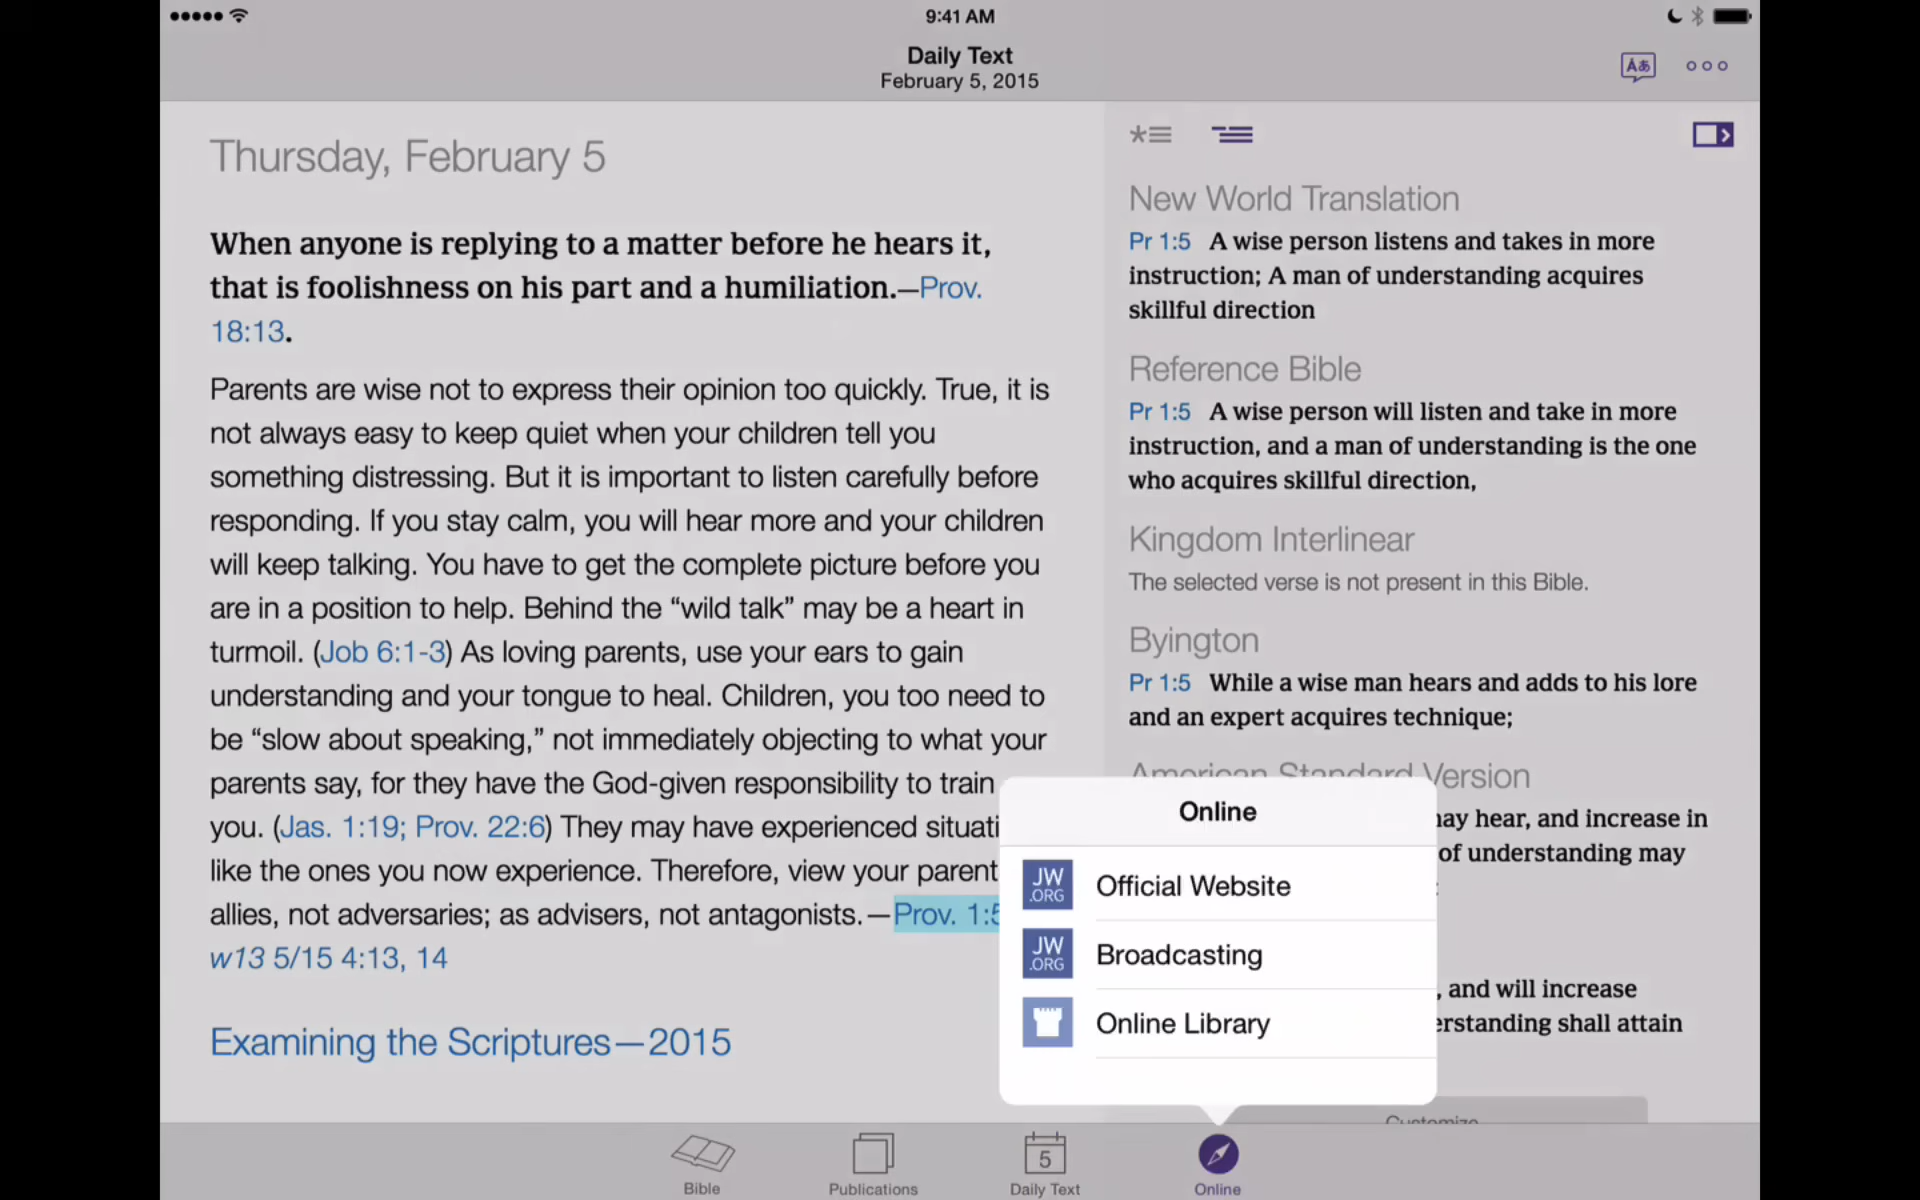 9:41 AM
Daily Text
February 5, 2015
Aあ
Thursday, February 5
When anyone is replying to a matter before he hears it,
that is foolishness on his part and a humiliation.—Prov.
18:13.
Parents are wise not to express their opinion too quickly. True, it is
not always easy to keep quiet when your children tell you
something distressing. But it is important to listen carefully before
responding. If you stay calm, you will hear more and your children
will keep talking. You have to get the complete picture before you
are in a position to help. Behind the “wild talk” may be a heart in
turmoil. (Job 6:1-3) As loving parents, use your ears to gain
understanding and your tongue to heal. Children, you too need to
be “slow about speaking,” not immediately objecting to what your
parents say, for they have the God-given responsibility to train
you. (Jas. 1:19; Prov. 22:6) They may have experienced situati
like the ones you now experience. Therefore, view your parent
allies, not adversaries; as advisers, not antagonists.—Prov. 1:5
w13 5/15 4:13, 14
Examining the Scriptures—2015
New World Translation
Pr 1:5 A wise person listens and takes in more
instruction; A man of understanding acquires
skillful direction
Reference Bible
Pr 1:5 A wise person will listen and take in more
instruction, and a man of understanding is the one
who acquires skillful direction,
Kingdom Interlinear
The selected verse is not present in this Bible.
Byington
Pr 1:5 While a wise man hears and adds to his lore
and an expert acquires technique;
American Standard Version
may hear, and increase in
of understanding may
, and will increase
erstanding shall attain
Customize
Online
JW
.ORG
Official Website
JW
.ORG
Broadcasting
Online Library
Bible
Publications
5
Daily Text
Online